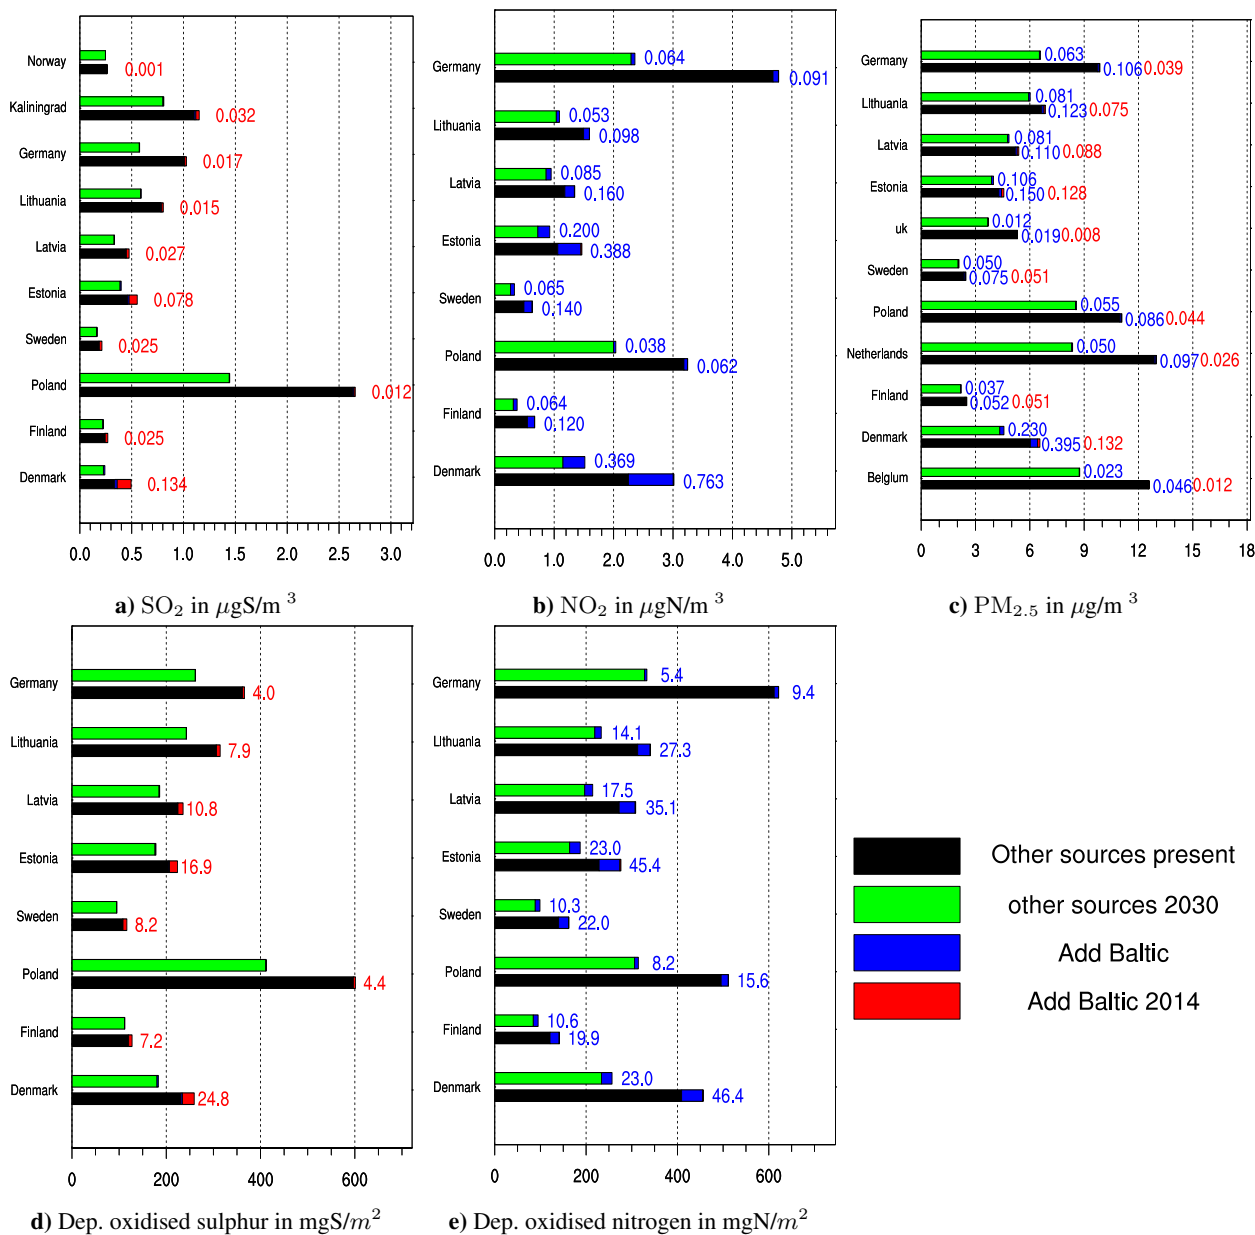 Norway
0.001
Kaliningrad
0.032
Germany
0.017
Lithuania
0.015
Latvia
0.027
Estonia
0.078
Sweden
0.025
Poland
0.012
Finland
0.025
Denmark
0.134
0.0 0.5 1.0 1.5 2.0 2.5 3.0
a) SO2 in μgS/m 3
Germany
0.064
0.091
Lithuania
0.053
0.098
Latvia
0.085
0.160
Estonia
0.200
0.388
Sweden
0.065
0.140
Poland
0.038
0.062
Finland
0.064
0.120
Denmark
0.369
0.763
0.0 1.0 2.0 3.0 4.0 5.0
b) NO2 in μgN/m 3
Germany
0.063
0.106 0.039
LIthuania
0.081
0.123 0.075
Latvia
0.081
0.110 0.088
Estonia
0.106
0.150 0.128
uk
0.012
0.019 0.008
Sweden
0.050
0.075 0.051
Poland
0.055
0.086 0.044
Netherlands
0.050
0.097 0.026
Finland
0.037
0.052 0.051
Denmark
0.230
0.395 0.132
Belgium
0.023
0.046 0.012
0 3 6 9 12 15 18
c) PM2.5 in μg/m 3
Germany
4.0
Lithuania
7.9
Latvia
10.8
Estonia
16.9
Sweden
8.2
Poland
4.4
Finland
7.2
Denmark
24.8
0 200 400 600
d) Dep. oxidised sulphur in mgS/m2
Germany
5.4
9.4
LIthuania
14.1
27.3
Latvia
17.5
35.1
Estonia
23.0
45.4
Sweden
10.3
22.0
Poland
8.2
15.6
Finland
10.6
19.9
Denmark
23.0
46.4
0 200 400 600
e) Dep. oxidised nitrogen in mgN/m2
Other sources present
other sources 2030
Add Baltic
Add Baltic 2014